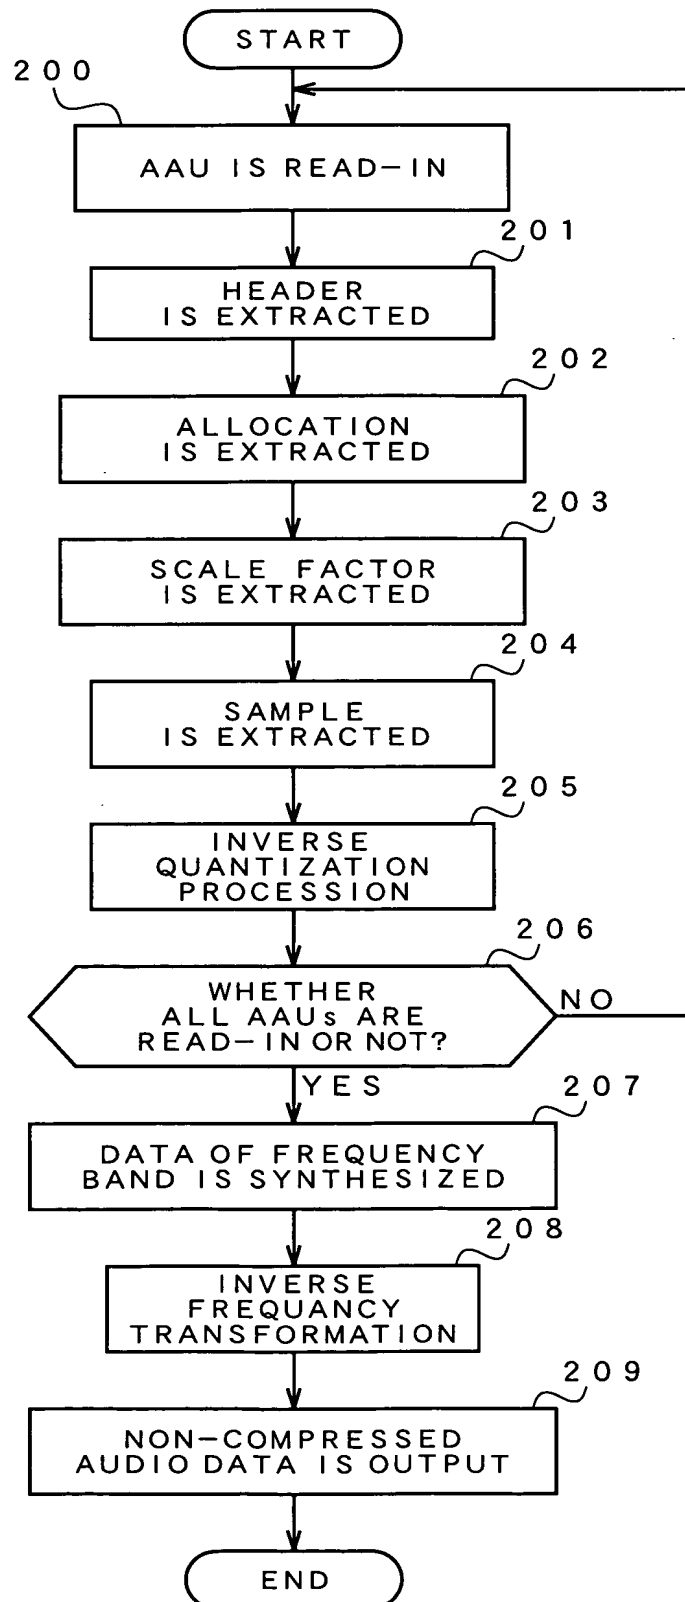 START
200
AAU IS READ-IN
201
HEADER
IS EXTRACTED
202
ALLOCATION
IS EXTRACTED
203
SCALE FACTOR
IS EXTRACTED
204
SAMPLE
IS EXTRACTED
205
INVERSE
QUANTIZATION
PROCESSION
206
WHETHER
ALL AAUs ARE
READ-IN OR NOT?
NO
YES
207
DATA OF FREQUENCY
BAND IS SYNTHESIZED
208
INVERSE
FREQUANCY
TRANSFORMATION
209
NON-COMPRESSED
AUDIO DATA IS OUTPUT
END